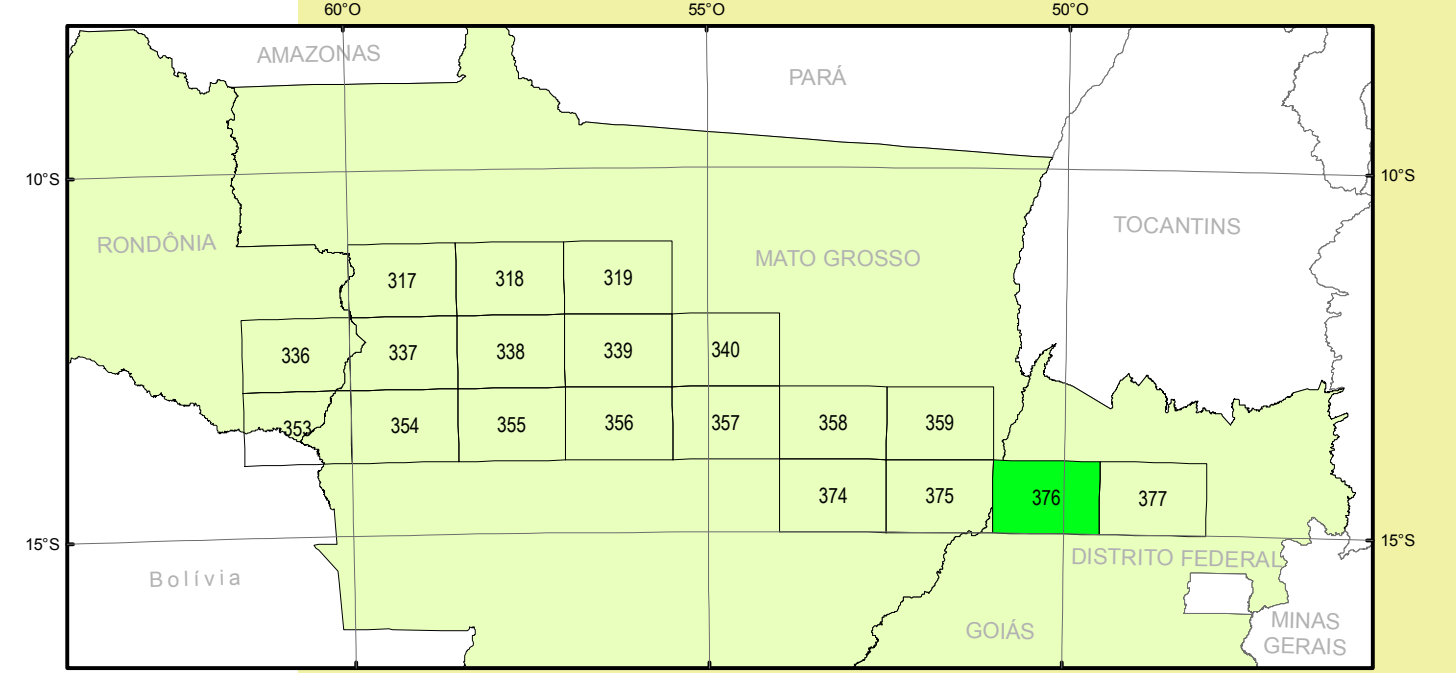 60°O 55°O 50°O
AMAZONAS
PARÁ
10°S 10°S
TOCANTINS
RONDÔNIA
MATO GROSSO
317 318 319
336 337 338 339 340
353 354 355 356 357 358 359
374 375 376 377
15°S 15°S
DISTRITO FEDERAL
Bolívia
MINAS
GERAIS
GOIÁS